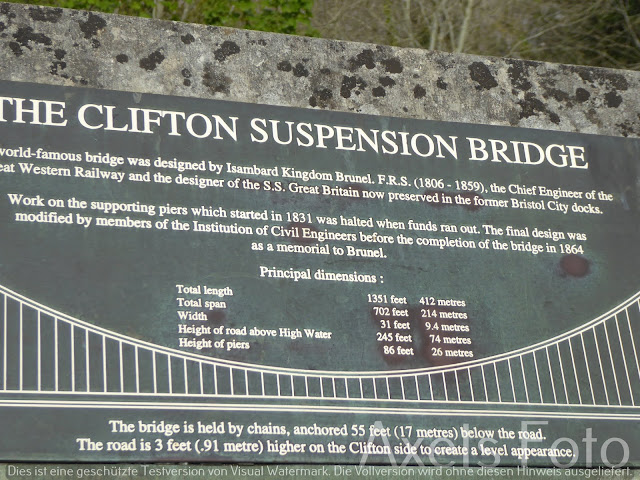 THE CLIFTON SUSPENSION BRIDGE
world-famous bridge was designed by Isambard Kingdom Brunel. F.R.S. (1806 - 1859), the Chief Engineer of the
Western Railway and the designer of the S.S. Great Britain now preserved in the former Bristol City docks.
Work on the supporting piers which started in 1831 was halted when funds ran out. The final design was
modified by members of the Institution of Civil Engineers before the completion of the bridge in 1864
as a memorial to Brunel.
Principal dimensions :
Total length 1351 feet 412 metres
Total span 702 feet 214 metres
Width 31 feet 9.4 metres
Height of road above High Water 245 feet 74 metres
Height of piers 86 feet 26 metres
The bridge is held by chains, anchored 55 feet (17 metres) below the road.
The road is 3 feet (.91 metre) higher on the Clifton side to create a level appearance.
Axels Foto
Dies ist eine geschützte Testversion von Visual Watermark. Die Vollversion wird ohne diesen Hinweis ausgeliefert.